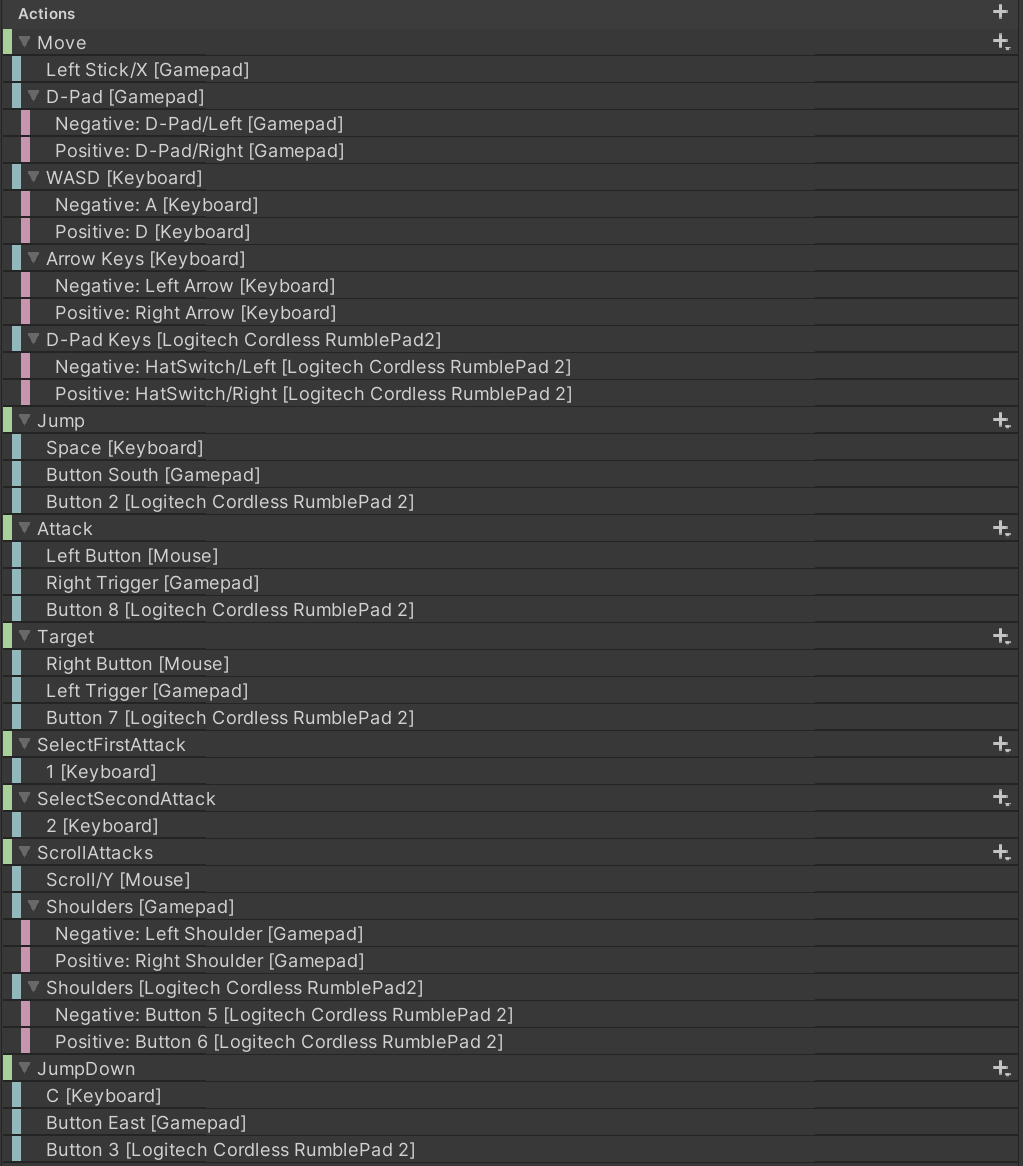 Actions
Move
Left Stick/X [Gamepad]
D-Pad [Gamepad]
Negative: D-Pad/Left [Gamepad]
Positive: D-Pad/Right [Gamepad]
WASD [Keyboard]
Negative: A [Keyboard]
Positive: D [Keyboard]
Arrow Keys [Keyboard]
Negative: Left Arrow [Keyboard]
Positive: Right Arrow [Keyboard]
D-Pad Keys [Logitech Cordless RumblePad2]
Negative: HatSwitch/Left [Logitech Cordless RumblePad 2]
Positive: HatSwitch/Right [Logitech Cordless RumblePad 2]
Jump
Space [Keyboard]
Button South [Gamepad]
Button 2 [Logitech Cordless RumblePad 2]
Attack
Left Button [Mouse]
Right Trigger [Gamepad]
Button 8 [Logitech Cordless RumblePad 2]
Target
Right Button [Mouse]
Left Trigger [Gamepad]
Button 7 [Logitech Cordless RumblePad 2]
SelectFirstAttack
1 [Keyboard]
SelectSecondAttack
2 [Keyboard]
ScrollAttacks
Scroll/Y [Mouse]
Shoulders [Gamepad]
Negative: Left Shoulder [Gamepad]
Positive: Right Shoulder [Gamepad]
Shoulders [Logitech Cordless RumblePad2]
Negative: Button 5 [Logitech Cordless RumblePad 2]
Positive: Button 6 [Logitech Cordless RumblePad 2]
JumpDown
C [Keyboard]
Button East [Gamepad]
Button 3 [Logitech Cordless RumblePad 2]